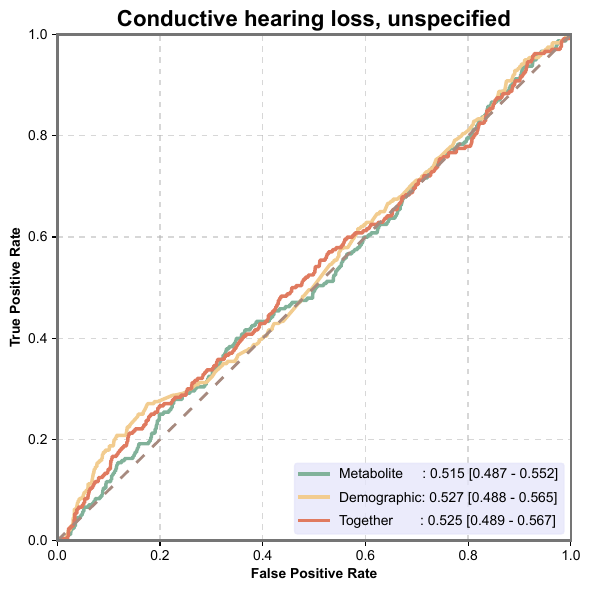 Conductive hearing loss, unspecified
1.0
0.8
0.6
0.4
0.2
0.0
True Positive Rate
Metabolite : 0.515 [0.487 - 0.552]
Demographic: 0.527 [0.488 - 0.565]
Together : 0.525 [0.489 - 0.567]
0.0 0.2 0.4 0.6 0.8 1.0
False Positive Rate